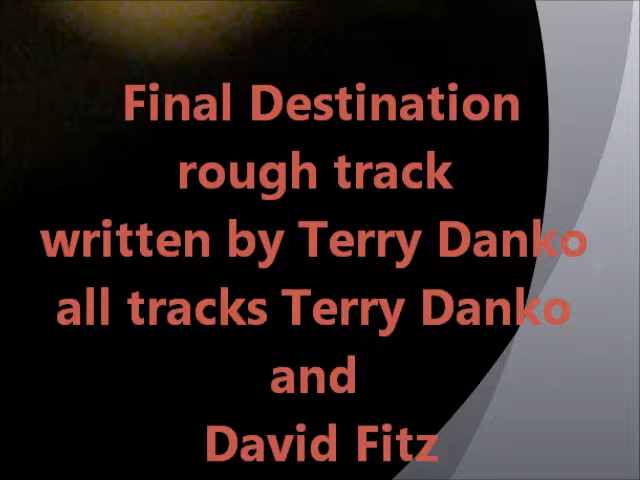 Final Destination
rough track
written by Terry Danko
all tracks Terry Danko
and
David Fitz